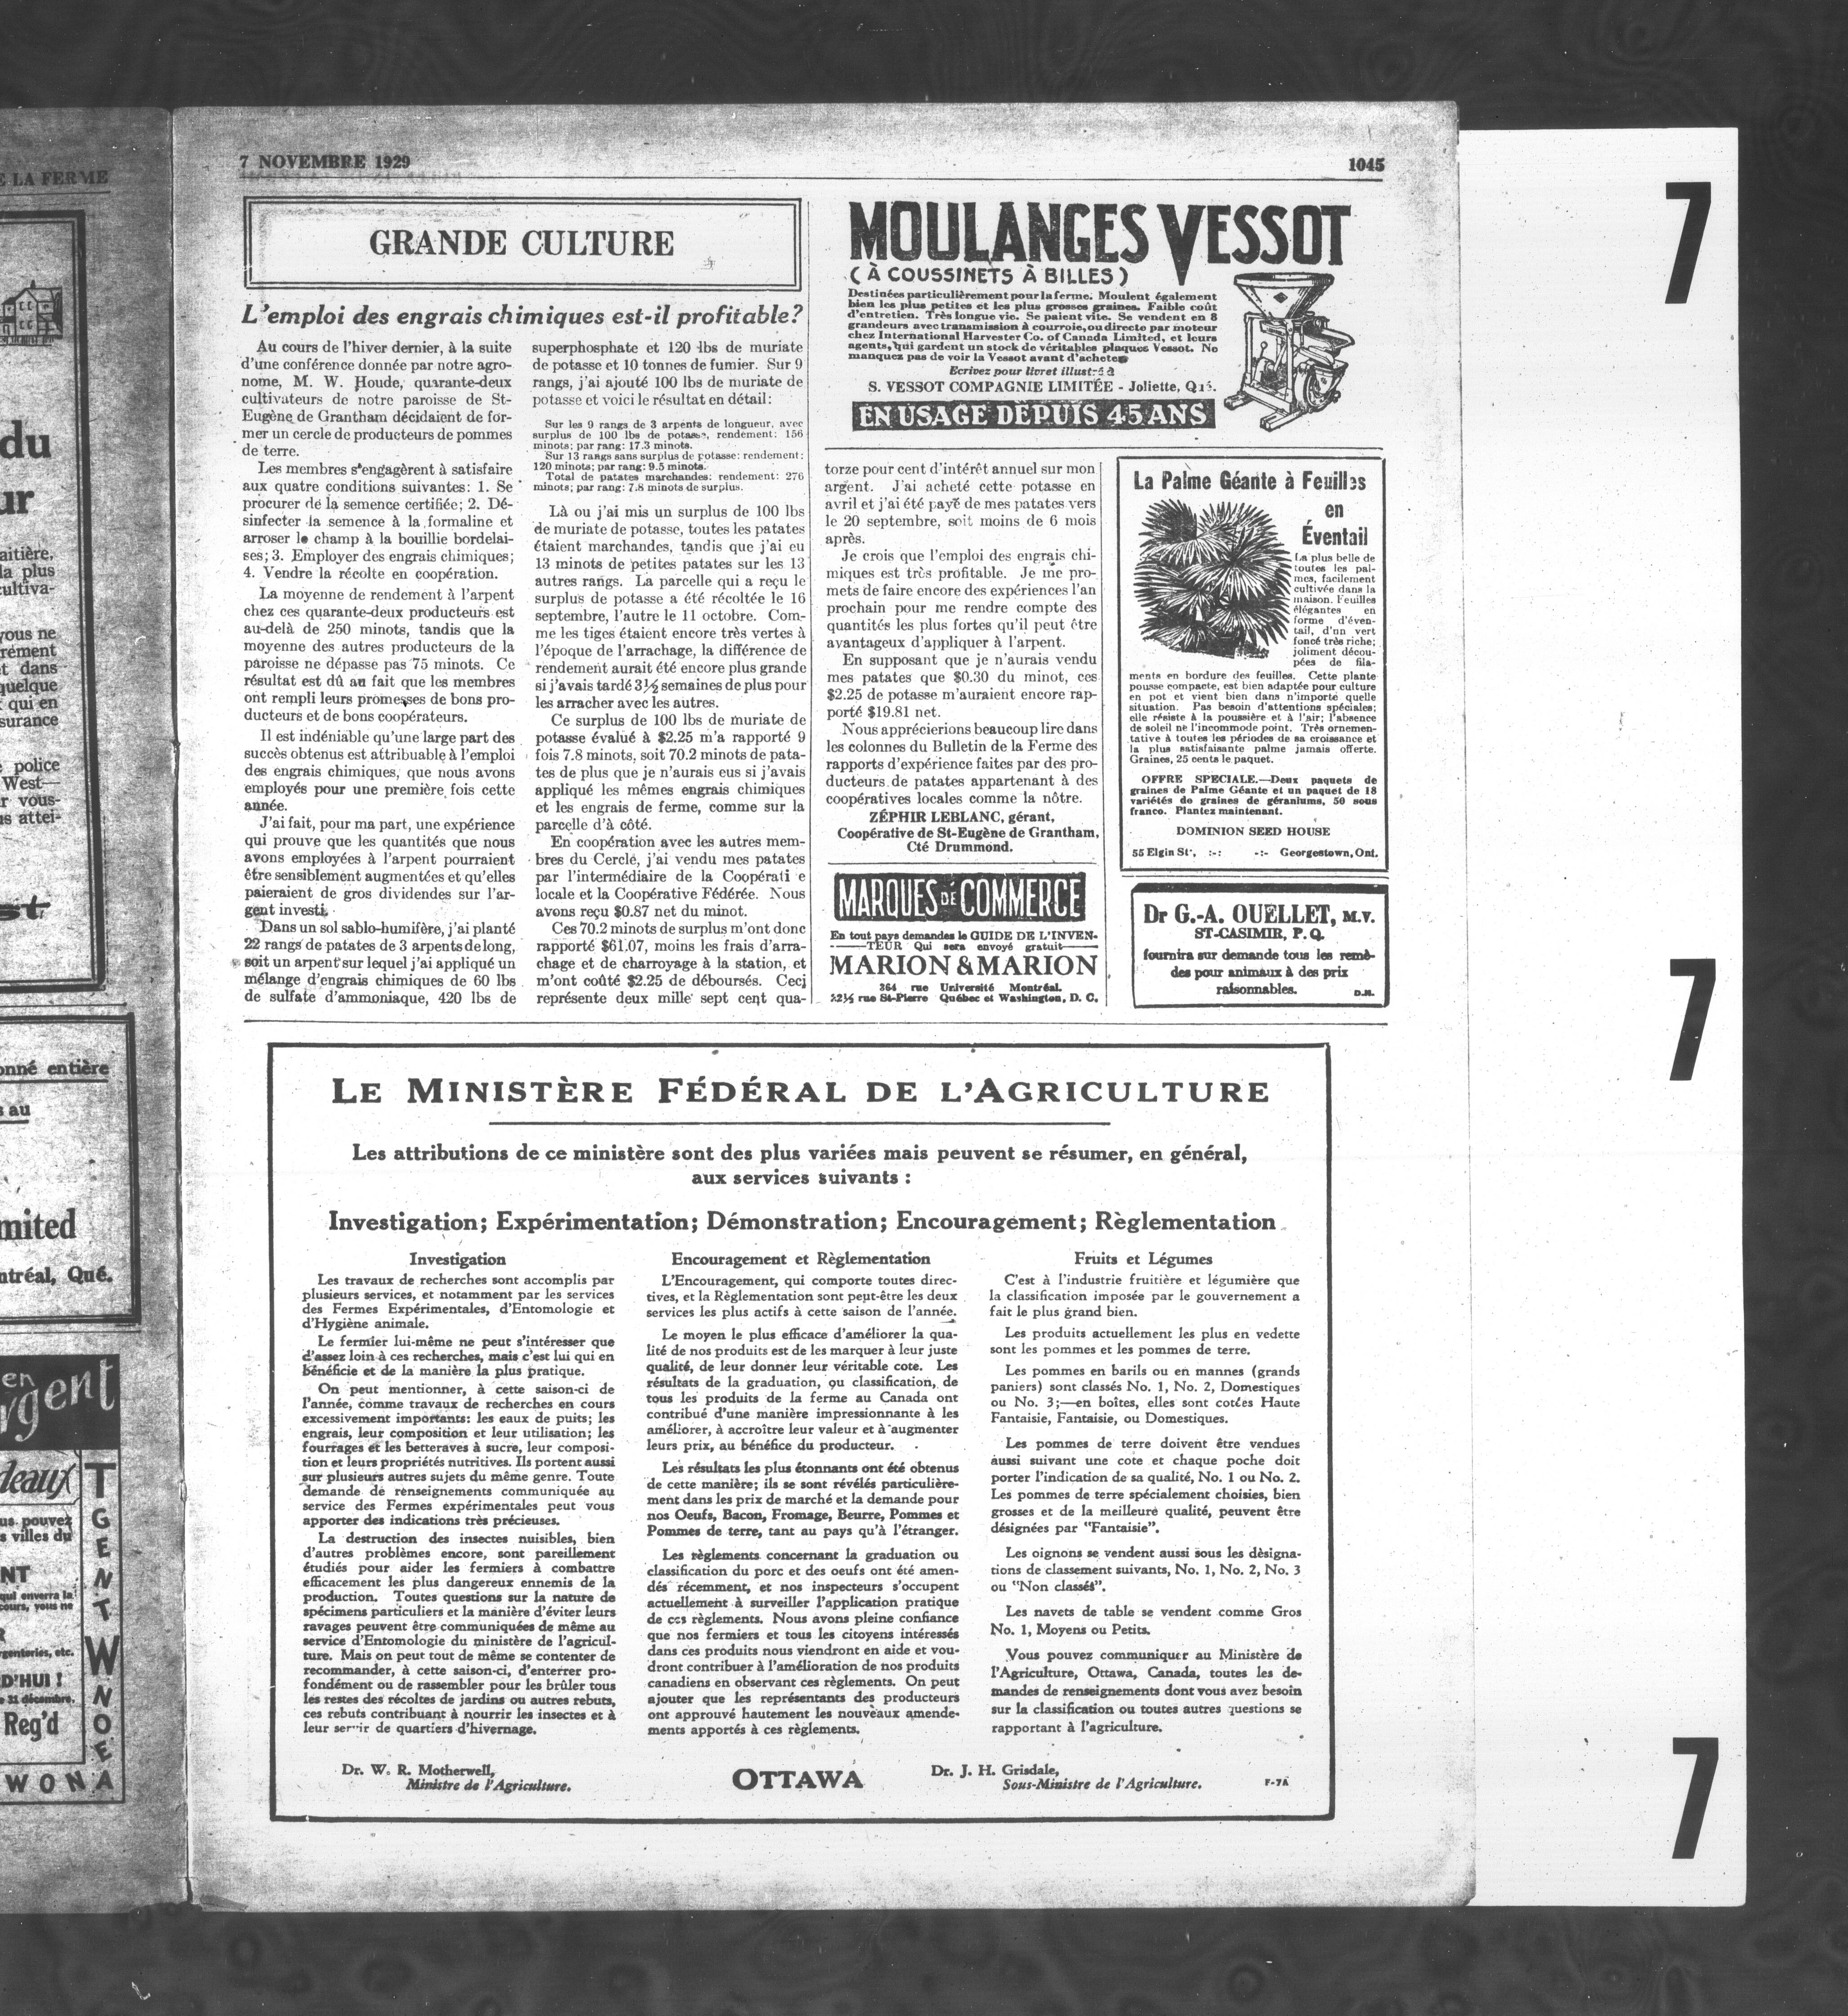 E LA FERME
du
ur
aitière,
la plus
cultiva-
vous ne
rément
t dans
quelque
qui en
surance
police
West—
r vous-
us attei-
st
onné entière
s au
mited
ntréal, Qué.
en
rgent
deaux
us pouvez
s villes du
NT
qui enverra la
cours, vous ne
R
rgenteries, etc.
D'HUI !
e 31 décembre,
Reg'd
T
G
E
N
T
W
N
O
E
W O N A
7 NOVEMBRE 1929
1045
GRANDE CULTURE
L'emploi des engrais chimiques est-il profitable?
Au cours de l'hiver dernier, à la suite
d'une conférence donnée par notre agro-
nome, M. W. Houde, quarante-deux
cultivateurs de notre paroisse de St-
Eugène de Grantham décidaient de for-
mer un cercle de producteurs de pommes
de terre.
Les membres s'engagèrent à satisfaire
aux quatre conditions suivantes: 1. Se
procurer de la semence certifiée; 2. Dé-
sinfecter la semence à la formaline et
arroser le champ à la bouillie bordelai-
ses; 3. Employer des engrais chimiques;
4. Vendre la récolte en coopération.
La moyenne de rendement à l'arpent
chez ces quarante-deux producteurs est
au-delà de 250 minots, tandis que la
moyenne des autres producteurs de la
paroisse ne dépasse pas 75 minots. Ce
résultat est dû au fait que les membres
ont rempli leurs promesses de bons pro-
ducteurs et de bons coopérateurs.
Il est indéniable qu'une large part des
succès obtenus est attribuable à l'emploi
des engrais chimiques, que nous avons
employés pour une première fois cette
année.
J'ai fait, pour ma part, une expérience
qui prouve que les quantités que nous
avons employées à l'arpent pourraient
être sensiblement augmentées et qu'elles
paieraient de gros dividendes sur l'ar-
gent investi.
Dans un sol sablo-humifère, j'ai planté
22 rangs de patates de 3 arpents de long,
soit un arpent sur lequel j'ai appliqué un
mélange d'engrais chimiques de 60 lbs
de sulfate d'ammoniaque, 420 lbs de
superphosphate et 120 lbs de muriate
de potasse et 10 tonnes de fumier. Sur 9
rangs, j'ai ajouté 100 lbs de muriate de
potasse et voici le résultat en détail:
Sur les 9 rangs de 3 arpents de longueur, avec
surplus de 100 lbs de potasse, rendement: 156
minots; par rang: 17.3 minots.
Sur 13 rangs sans surplus de potasse: rendement:
120 minots; par rang: 9.5 minots.
Total de patates marchandes: rendement: 276
minots; par rang: 7.8 minots de surplus.
Là ou j'ai mis un surplus de 100 lbs
de muriate de potasse, toutes les patates
étaient marchandes, tandis que j'ai eu
13 minots de petites patates sur les 13
autres rangs. La parcelle qui a reçu le
surplus de potasse a été récoltée le 16
septembre, l'autre le 11 octobre. Com-
me les tiges étaient encore très vertes à
l'époque de l'arrachage, la différence de
rendement aurait été encore plus grande
si j'avais tardé 3½ semaines de plus pour
les arracher avec les autres.
Ce surplus de 100 lbs de muriate de
potasse évalué à $2.25 m'a rapporté 9
fois 7.8 minots, soit 70.2 minots de pata-
tes de plus que je n'aurais eus si j'avais
appliqué les mêmes engrais chimiques
et les engrais de ferme, comme sur la
parcelle d'à côté.
En coopération avec les autres mem-
bres du Cercle, j'ai vendu mes patates
par l'intermédiaire de la Coopérati e
locale et la Coopérative Fédérée. Nous
avons reçu $0.87 net du minot.
Ces 70.2 minots de surplus m'ont donc
rapporté $61.07, moins les frais d'arra-
chage et de charroyage à la station, et
m'ont coûté $2.25 de déboursés. Ceci
représente deux mille sept cent qua-
MOULANGES VESSOT
( À COUSSINETS À BILLES )
Destinées particulièrement pour la ferme. Moulent également
bien les plus petites et les plus grosses graines. Faible coût
d'entretien. Très longue vie. Se paient vite. Se vendent en 8
grandeurs avec transmission à courroie, ou directe par moteur
chez International Harvester Co. of Canada Limited, et leurs
agents, qui gardent un stock de véritables plaques Vessot. Ne
manquez pas de voir la Vessot avant d'acheter
Ecrivez pour livret illustré à
S. VESSOT COMPAGNIE LIMITÉE - Joliette, Qué.
EN USAGE DEPUIS 45 ANS
torze pour cent d'intérêt annuel sur mon
argent. J'ai acheté cette potasse en
avril et j'ai été payé de mes patates vers
le 20 septembre, soit moins de 6 mois
après.
Je crois que l'emploi des engrais chi-
miques est très profitable. Je me pro-
mets de faire encore des expériences l'an
prochain pour me rendre compte des
quantités les plus fortes qu'il peut être
avantageux d'appliquer à l'arpent.
En supposant que je n'aurais vendu
mes patates que $0.30 du minot, ces
$2.25 de potasse m'auraient encore rap-
porté $19.81 net.
Nous apprécierions beaucoup lire dans
les colonnes du Bulletin de la Ferme des
rapports d'expérience faites par des pro-
ducteurs de patates appartenant à des
coopératives locales comme la nôtre.
ZÉPHIR LEBLANC, gérant,
Coopérative de St-Eugène de Grantham,
Cté Drummond.
MARQUES DE COMMERCE
En tout pays demandes le GUIDE DE L'INVEN-
TEUR Qui sera envoyé gratuit
MARION & MARION
364 rue Université Montréal.
22½ rue St-Pierre Québec et Washington, D. C.
La Palme Géante à Feuilles
en
Éventail
La plus belle de
toutes les pal-
mes, facilement
cultivée dans la
maison. Feuilles
élégantes en
forme d'éven-
tail, d'un vert
foncé très riche;
joliment décou-
pées de fila-
ments en bordure des feuilles. Cette plante
pousse compacte, est bien adaptée pour culture
en pot et vient bien dans n'importe quelle
situation. Pas besoin d'attentions spéciales;
elle résiste à la poussière et à l'air; l'absence
de soleil ne l'incommode point. Très ornemen-
tative à toutes les périodes de sa croissance et
la plus satisfaisante palme jamais offerte.
Graines, 25 cents le paquet.
OFFRE SPECIALE.—Deux paquets de
graines de Palme Géante et un paquet de 18
variétés de graines de géraniums, 50 sous
franco. Plantez maintenant.
DOMINION SEED HOUSE
55 Elgin St., :-: -:- Georgetown, Ont.
Dr G.-A. OUELLET, M.V.
ST-CASIMIR, P. Q.
fournira sur demande tous les remè-
des pour animaux à des prix
raisonnables.
D.N.
LE MINISTÈRE FÉDÉRAL DE L'AGRICULTURE
Les attributions de ce ministère sont des plus variées mais peuvent se résumer, en général,
aux services suivants :
Investigation; Expérimentation; Démonstration; Encouragement; Règlementation
Investigation
Les travaux de recherches sont accomplis par
plusieurs services, et notamment par les services
des Fermes Expérimentales, d'Entomologie et
d'Hygiène animale.
Le fermier lui-même ne peut s'intéresser que
d'assez loin à ces recherches, mais c'est lui qui en
bénéficie et de la manière la plus pratique.
On peut mentionner, à cette saison-ci de
l'année, comme travaux de recherches en cours
excessivement importants: les eaux de puits; les
engrais, leur composition et leur utilisation; les
fourrages et les betteraves à sucre, leur composi-
tion et leurs propriétés nutritives. Ils portent aussi
sur plusieurs autres sujets du même genre. Toute
demande de renseignements communiquée au
service des Fermes expérimentales peut vous
apporter des indications très précieuses.
La destruction des insectes nuisibles, bien
d'autres problèmes encore, sont pareillement
étudiés pour aider les fermiers à combattre
efficacement les plus dangereux ennemis de la
production. Toutes questions sur la nature de
spécimens particuliers et la manière d'éviter leurs
ravages peuvent être communiquées de même au
service d'Entomologie du ministère de l'agricul-
ture. Mais on peut tout de même se contenter de
recommander, à cette saison-ci, d'enterrer pro-
fondément ou de rassembler pour les brûler tous
les restes des récoltes de jardins ou autres rebuts,
ces rebuts contribuant à nourrir les insectes et à
leur servir de quartiers d'hivernage.
Encouragement et Règlementation
L'Encouragement, qui comporte toutes direc-
tives, et la Règlementation sont peut-être les deux
services les plus actifs à cette saison de l'année.
Le moyen le plus efficace d'améliorer la qua-
lité de nos produits est de les marquer à leur juste
qualité, de leur donner leur véritable cote. Les
résultats de la graduation, ou classification, de
tous les produits de la ferme au Canada ont
contribué d'une manière impressionnante à les
améliorer, à accroître leur valeur et à augmenter
leurs prix, au bénéfice du producteur.
Les résultats les plus étonnants ont été obtenus
de cette manière; ils se sont révélés particulière-
ment dans les prix de marché et la demande pour
nos Oeufs, Bacon, Fromage, Beurre, Pommes et
Pommes de terre, tant au pays qu'à l'étranger.
Les règlements concernant la graduation ou
classification du porc et des oeufs ont été amen-
dés récemment, et nos inspecteurs s'occupent
actuellement à surveiller l'application pratique
de ces règlements. Nous avons pleine confiance
que nos fermiers et tous les citoyens intéressés
dans ces produits nous viendront en aide et vou-
dront contribuer à l'amélioration de nos produits
canadiens en observant ces règlements. On peut
ajouter que les représentants des producteurs
ont approuvé hautement les nouveaux amende-
ments apportés à ces règlements.
Fruits et Légumes
C'est à l'industrie fruitière et légumière que
la classification imposée par le gouvernement a
fait le plus grand bien.
Les produits actuellement les plus en vedette
sont les pommes et les pommes de terre.
Les pommes en barils ou en mannes (grands
paniers) sont classés No. 1, No. 2, Domestiques
ou No. 3;—en boîtes, elles sont cotées Haute
Fantaisie, Fantaisie, ou Domestiques.
Les pommes de terre doivent être vendues
aussi suivant une cote et chaque poche doit
porter l'indication de sa qualité, No. 1 ou No. 2.
Les pommes de terre spécialement choisies, bien
grosses et de la meilleure qualité, peuvent être
désignées par "Fantaisie".
Les oignons se vendent aussi sous les désigna-
tions de classement suivants, No. 1, No. 2, No. 3
ou "Non classés".
Les navets de table se vendent comme Gros
No. 1, Moyens ou Petits.
Vous pouvez communiquer au Ministère de
l'Agriculture, Ottawa, Canada, toutes les de-
mandes de renseignements dont vous avez besoin
sur la classification ou toutes autres questions se
rapportant à l'agriculture.
Dr. W. R. Motherwell,
Ministre de l'Agriculture.
OTTAWA
Dr. J. H. Grisdale,
Sous-Ministre de l'Agriculture.
F-7A
7
7
7